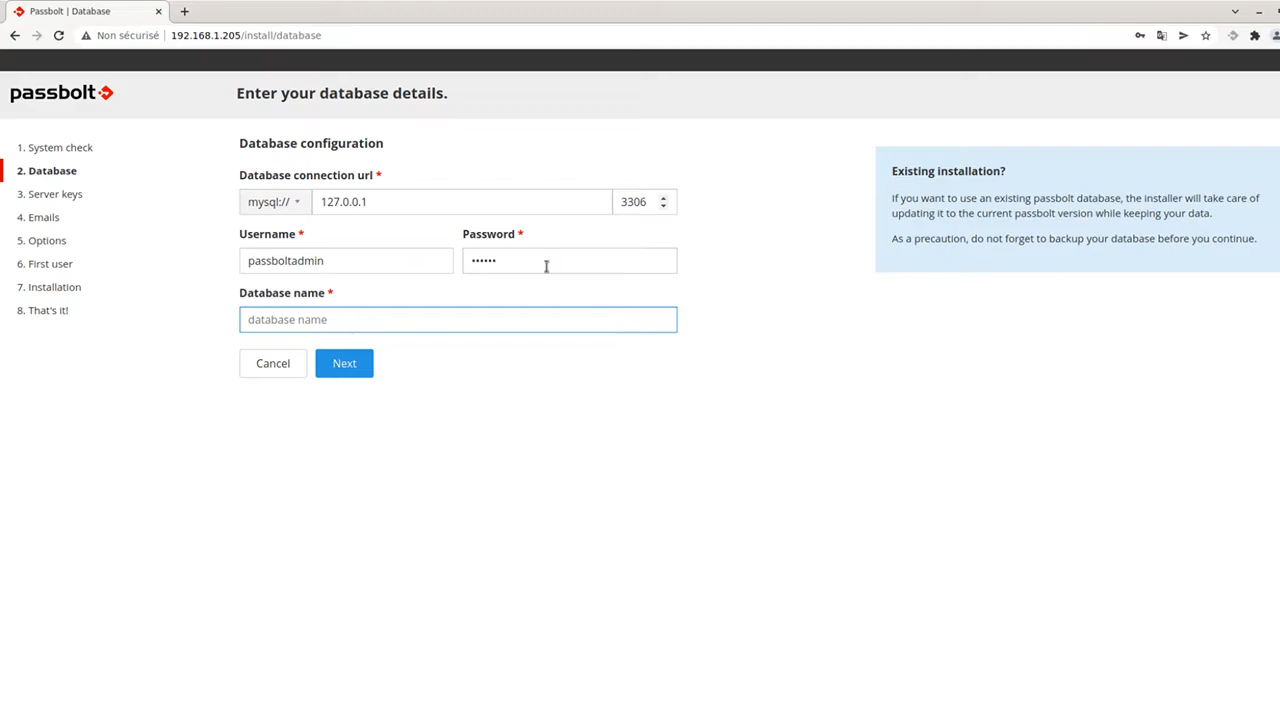 Passbolt | Database
Non sécurisé 192.168.1.205/install/database
passbolt
Enter your database details.
1. System check
2. Database
3. Server keys
4. Emails
5. Options
6. First user
7. Installation
8. That's it!
Database configuration
Database connection url *
mysql:// 127.0.0.1 3306
Username * Password *
passboltadmin ••••••
Database name *
database name
Cancel Next
Existing installation?
If you want to use an existing passbolt database, the installer will take care of
updating it to the current passbolt version while keeping your data.
As a precaution, do not forget to backup your database before you continue.